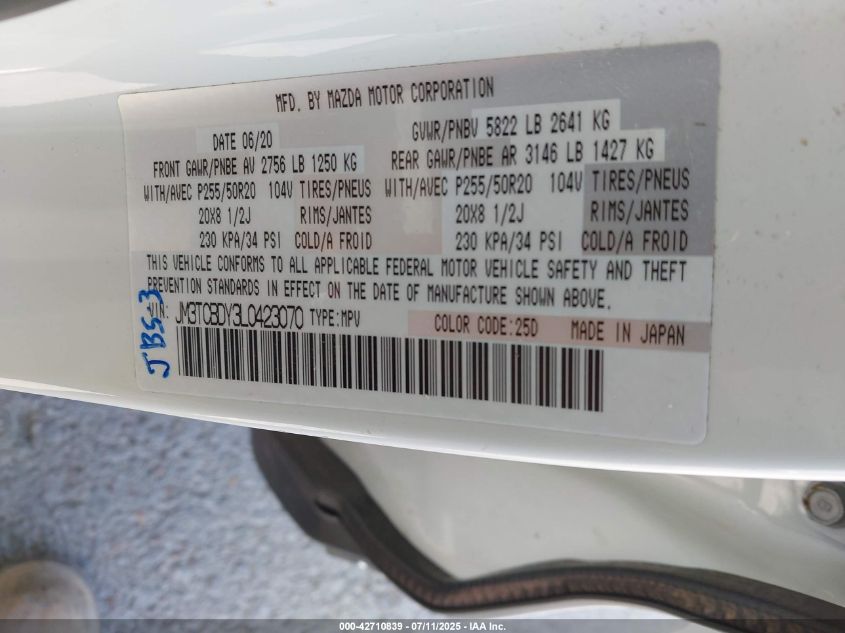 MFD. BY MAZDA MOTOR CORPORATION
DATE 06/20 GVWR/PNBV 5822 LB 2641 KG
FRONT GAWR/PNBE AV 2756 LB 1250 KG REAR GAWR/PNBE AR 3146 LB 1427 KG
WITH/AVEC P255/50R20 104V TIRES/PNEUS WITH/AVEC P255/50R20 104V TIRES/PNEUS
20X8 1/2J RIMS/JANTES 20X8 1/2J RIMS/JANTES
230 KPA/34 PSI COLD/A FROID 230 KPA/34 PSI COLD/A FROID
THIS VEHICLE CONFORMS TO ALL APPLICABLE FEDERAL MOTOR VEHICLE SAFETY AND THEFT
PREVENTION STANDARDS IN EFFECT ON THE DATE OF MANUFACTURE SHOWN ABOVE.
VIN: JM3TCBDY3L0423070 TYPE:MPV COLOR CODE:25D MADE IN JAPAN
JBS-3
000-42710839 - 07/11/2025 - IAA Inc.